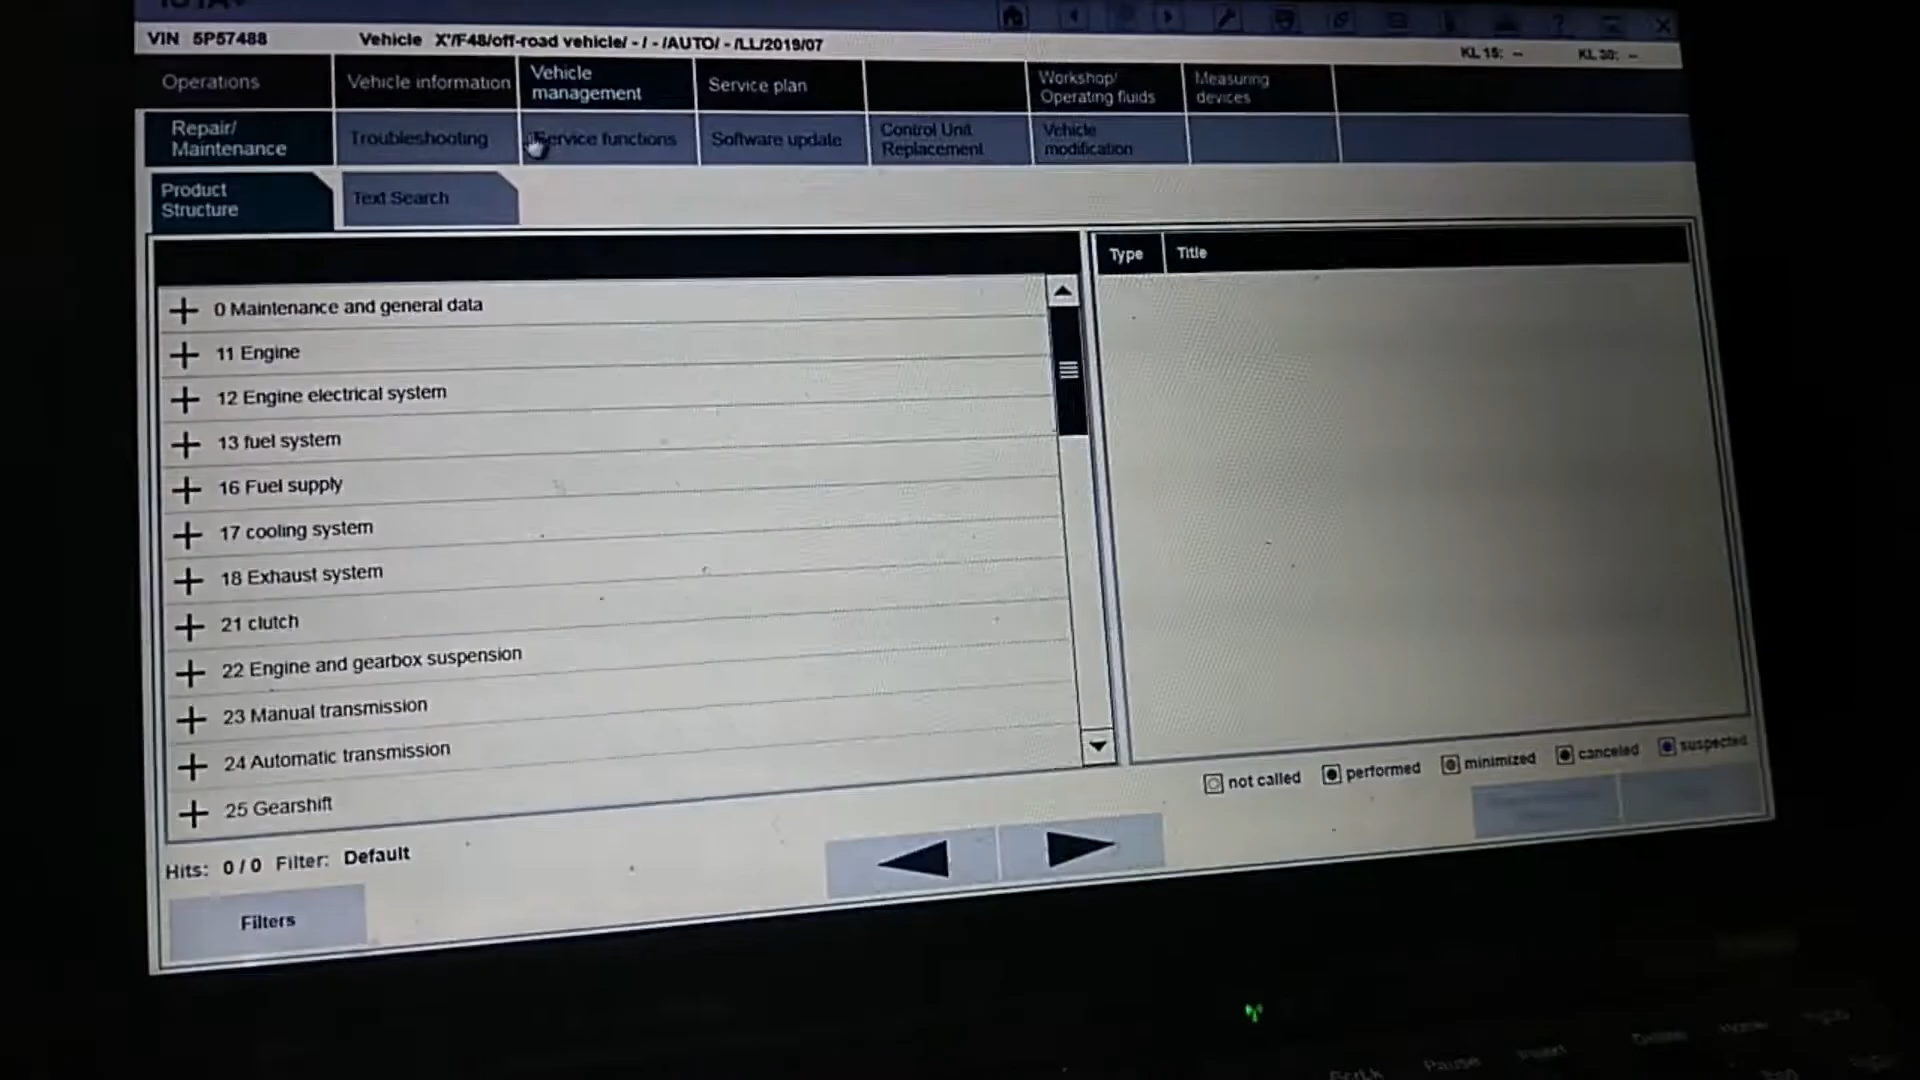 VIN 5P57488 Vehicle X'/F48/off-road vehicle/ - / - /AUTO/ - /LL/2019/07 KL 15: -- KL 30: --
Operations Vehicle information Vehicle management Service plan Workshop/ Operating fluids Measuring devices
Repair/ Maintenance Troubleshooting Service functions Software update Control Unit Replacement Vehicle modification
Product Structure Text Search
Type Title
0 Maintenance and general data
11 Engine
12 Engine electrical system
13 fuel system
16 Fuel supply
17 cooling system
18 Exhaust system
21 clutch
22 Engine and gearbox suspension
23 Manual transmission
24 Automatic transmission
25 Gearshift
not called performed minimized canceled suspected
Hits: 0 / 0 Filter: Default
Filters
Pause